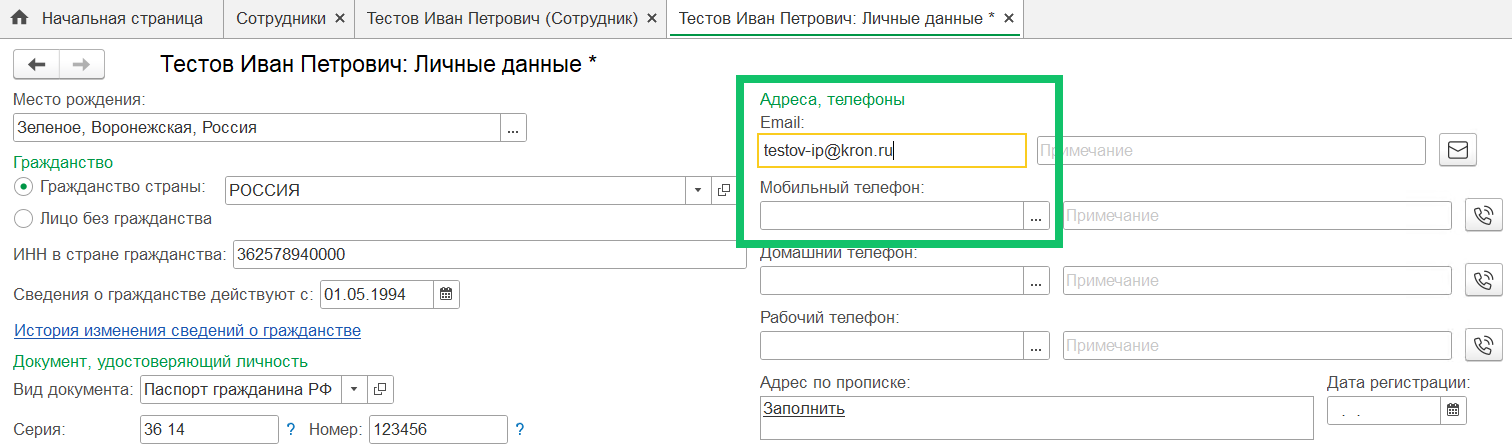 Начальная страница
Сотрудники ×
Тестов Иван Петрович (Сотрудник) ×
Тестов Иван Петрович: Личные данные * ×
Тестов Иван Петрович: Личные данные *
Место рождения:
Зеленое, Воронежская, Россия ...
Гражданство
Гражданство страны: РОССИЯ
Лицо без гражданства
ИНН в стране гражданства: 362578940000
Сведения о гражданстве действуют с: 01.05.1994
История изменения сведений о гражданстве
Документ, удостоверяющий личность
Вид документа: Паспорт гражданина РФ
Серия: 36 14 ? Номер: 123456 ?
Адреса, телефоны
Email:
testov-ip@kron.ru Примечание
Мобильный телефон:
... Примечание
Домашний телефон:
... Примечание
Рабочий телефон:
... Примечание
Адрес по прописке: Дата регистрации:
Заполнить . .